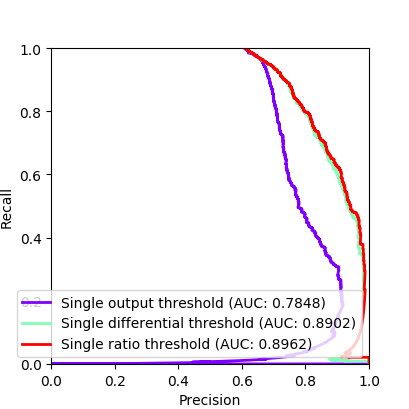 1.0
0.8
0.6
0.4
0.2
0.0
Recall
Single output threshold (AUC: 0.7848)
Single differential threshold (AUC: 0.8902)
Single ratio threshold (AUC: 0.8962)
0.0 0.2 0.4 0.6 0.8 1.0
Precision